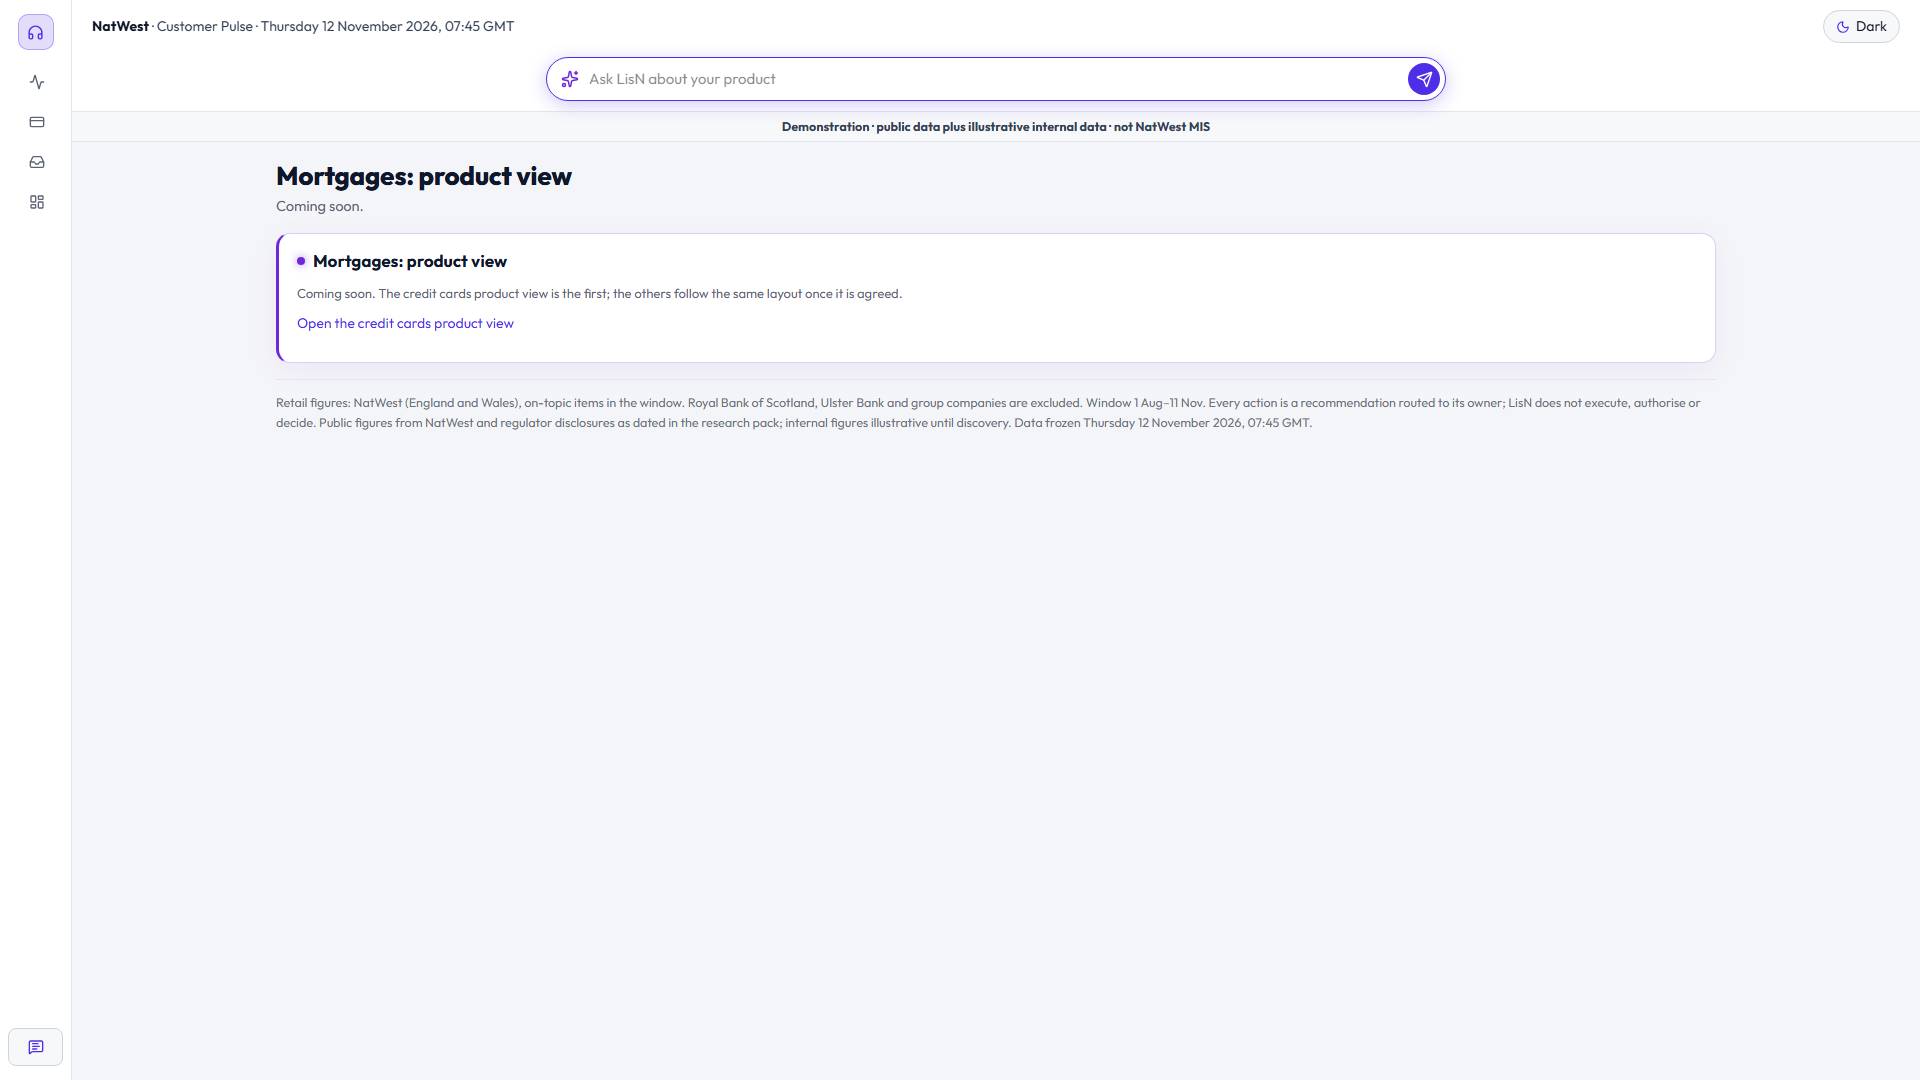 NatWest · Customer Pulse · Thursday 12 November 2026, 07:45 GMT
Dark
Ask LisN about your product
Demonstration · public data plus illustrative internal data · not NatWest MIS
Mortgages: product view
Coming soon.
Mortgages: product view
Coming soon. The credit cards product view is the first; the others follow the same layout once it is agreed.
Open the credit cards product view
Retail figures: NatWest (England and Wales), on-topic items in the window. Royal Bank of Scotland, Ulster Bank and group companies are excluded. Window 1 Aug–11 Nov. Every action is a recommendation routed to its owner; LisN does not execute, authorise or
decide. Public figures from NatWest and regulator disclosures as dated in the research pack; internal figures illustrative until discovery. Data frozen Thursday 12 November 2026, 07:45 GMT.